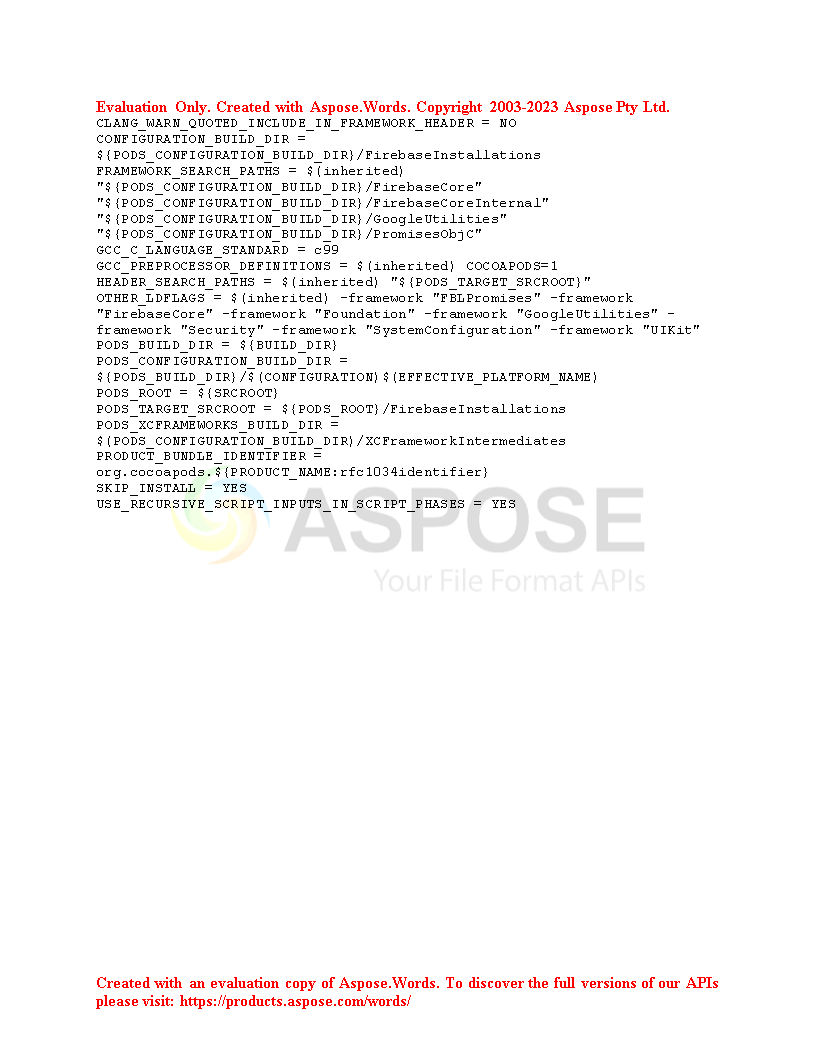 Evaluation Only. Created with Aspose.Words. Copyright 2003-2023 Aspose Pty Ltd.
CLANG_WARN_QUOTED_INCLUDE_IN_FRAMEWORK_HEADER = NO
CONFIGURATION_BUILD_DIR =
${PODS_CONFIGURATION_BUILD_DIR}/FirebaseInstallations
FRAMEWORK_SEARCH_PATHS = $(inherited)
"${PODS_CONFIGURATION_BUILD_DIR}/FirebaseCore"
"${PODS_CONFIGURATION_BUILD_DIR}/FirebaseCoreInternal"
"${PODS_CONFIGURATION_BUILD_DIR}/GoogleUtilities"
"${PODS_CONFIGURATION_BUILD_DIR}/PromisesObjC"
GCC_C_LANGUAGE_STANDARD = c99
GCC_PREPROCESSOR_DEFINITIONS = $(inherited) COCOAPODS=1
HEADER_SEARCH_PATHS = $(inherited) "${PODS_TARGET_SRCROOT}"
OTHER_LDFLAGS = $(inherited) -framework "FBLPromises" -framework
"FirebaseCore" -framework "Foundation" -framework "GoogleUtilities" -
framework "Security" -framework "SystemConfiguration" -framework "UIKit"
PODS_BUILD_DIR = ${BUILD_DIR}
PODS_CONFIGURATION_BUILD_DIR =
${PODS_BUILD_DIR}/$(CONFIGURATION)$(EFFECTIVE_PLATFORM_NAME)
PODS_ROOT = ${SRCROOT}
PODS_TARGET_SRCROOT = ${PODS_ROOT}/FirebaseInstallations
PODS_XCFRAMEWORKS_BUILD_DIR =
$(PODS_CONFIGURATION_BUILD_DIR)/XCFrameworkIntermediates
PRODUCT_BUNDLE_IDENTIFIER =
org.cocoapods.${PRODUCT_NAME:rfc1034identifier}
SKIP_INSTALL = YES
USE_RECURSIVE_SCRIPT_INPUTS_IN_SCRIPT_PHASES = YES
ASPOSE
Your File Format APIs
Created with an evaluation copy of Aspose.Words. To discover the full versions of our APIs
please visit: https://products.aspose.com/words/